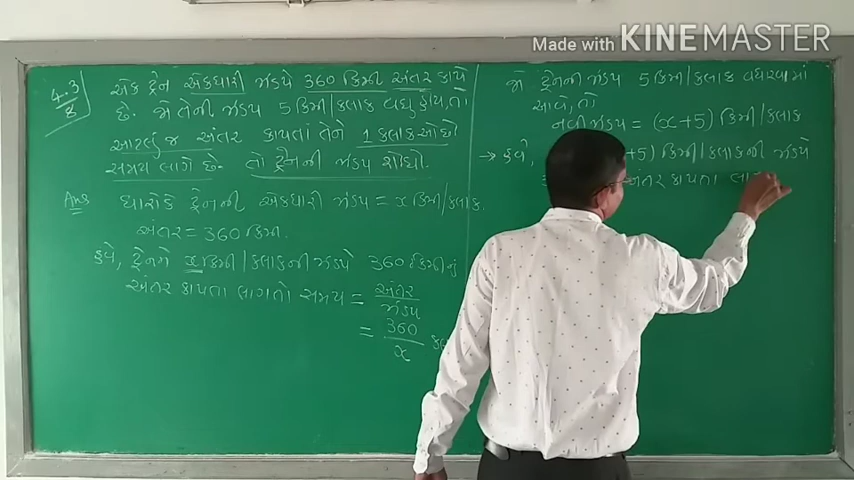 Made with KINEMASTER
4.3
8
એક ટ્રેન એકધારી ઝડપે 360 કિમી અંતર કાપે
છે. જો તેની ઝડપ 5 કિમી/કલાક વધુ હોય, તો
આટલું જ અંતર કાપતાં તેને 1 કલાક ઓછો
સમય લાગે છે. તો ટ્રેનની ઝડપ શોધો.
Ans ધારોકે ટ્રેનની એકધારી ઝડપ = x કિમી/કલાક.
અંતર = 360 કિમી.
હવે, ટ્રેનને x કિમી/કલાકની ઝડપે 360 કિમીનું
અંતર કાપતા લાગતો સમય = અંતર
ઝડપ
= 360
x
જો ટ્રેનની ઝડપ 5 કિમી/કલાક વધારવામાં
આવે, તો
નવી ઝડપ = (x+5) કિમી/કલાક
→ હવે, +5) કિમી/કલાકની ઝડપે
અંતર કાપતા